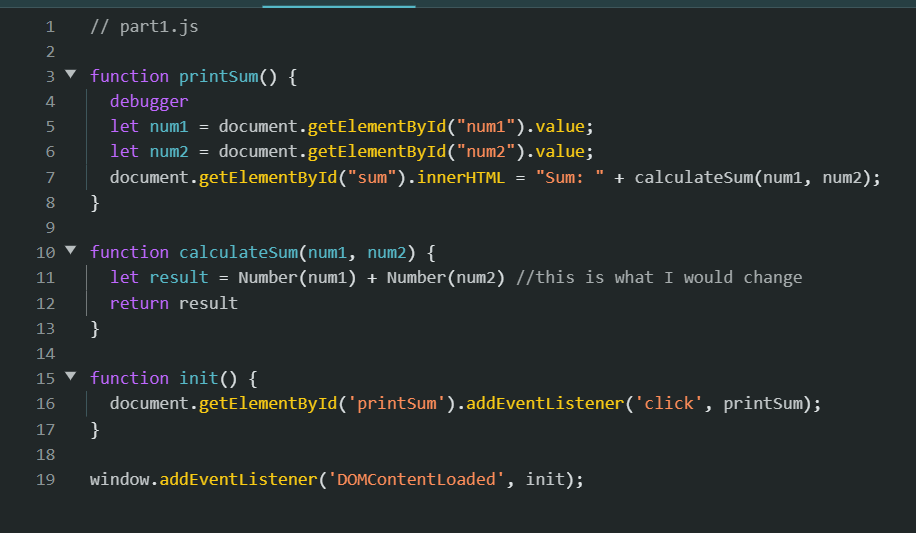 1 // part1.js
2
3 function printSum() {
4 debugger
5 let num1 = document.getElementById("num1").value;
6 let num2 = document.getElementById("num2").value;
7 document.getElementById("sum").innerHTML = "Sum: " + calculateSum(num1, num2);
8 }
9
10 function calculateSum(num1, num2) {
11 let result = Number(num1) + Number(num2) //this is what I would change
12 return result
13 }
14
15 function init() {
16 document.getElementById('printSum').addEventListener('click', printSum);
17 }
18
19 window.addEventListener('DOMContentLoaded', init);